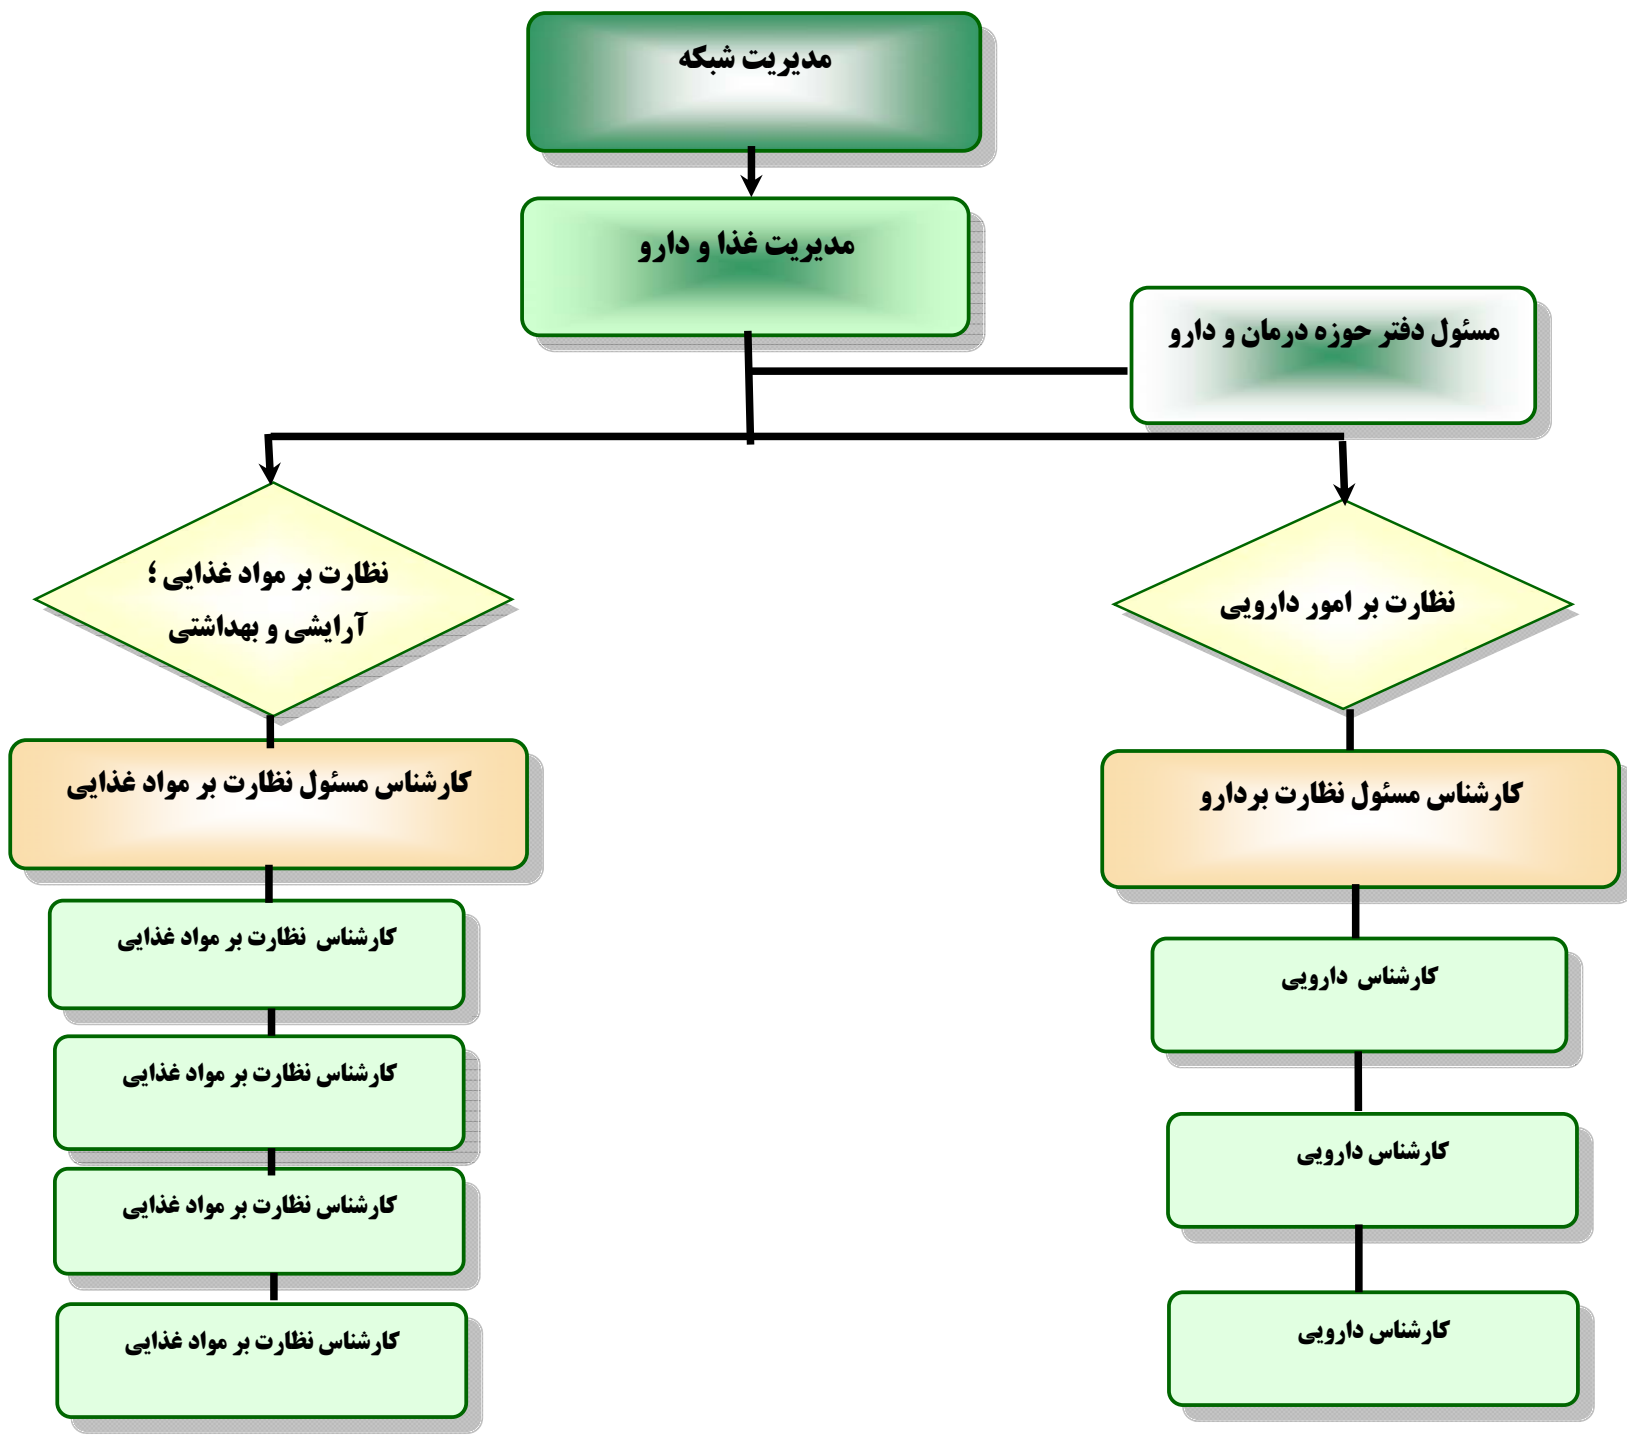 مدیریت شبکه
مدیریت غذا و دارو
مسئول دفتر حوزه درمان و دارو
نظارت بر امور دارویی
کارشناس مسئول نظارت بردارو
کارشناس دارویی
کارشناس دارویی
کارشناس دارویی
نظارت بر مواد غذایی ؛
آرایشی و بهداشتی
کارشناس مسئول نظارت بر مواد غذایی
کارشناس نظارت بر مواد غذایی
کارشناس نظارت بر مواد غذایی
کارشناس نظارت بر مواد غذایی
کارشناس نظارت بر مواد غذایی